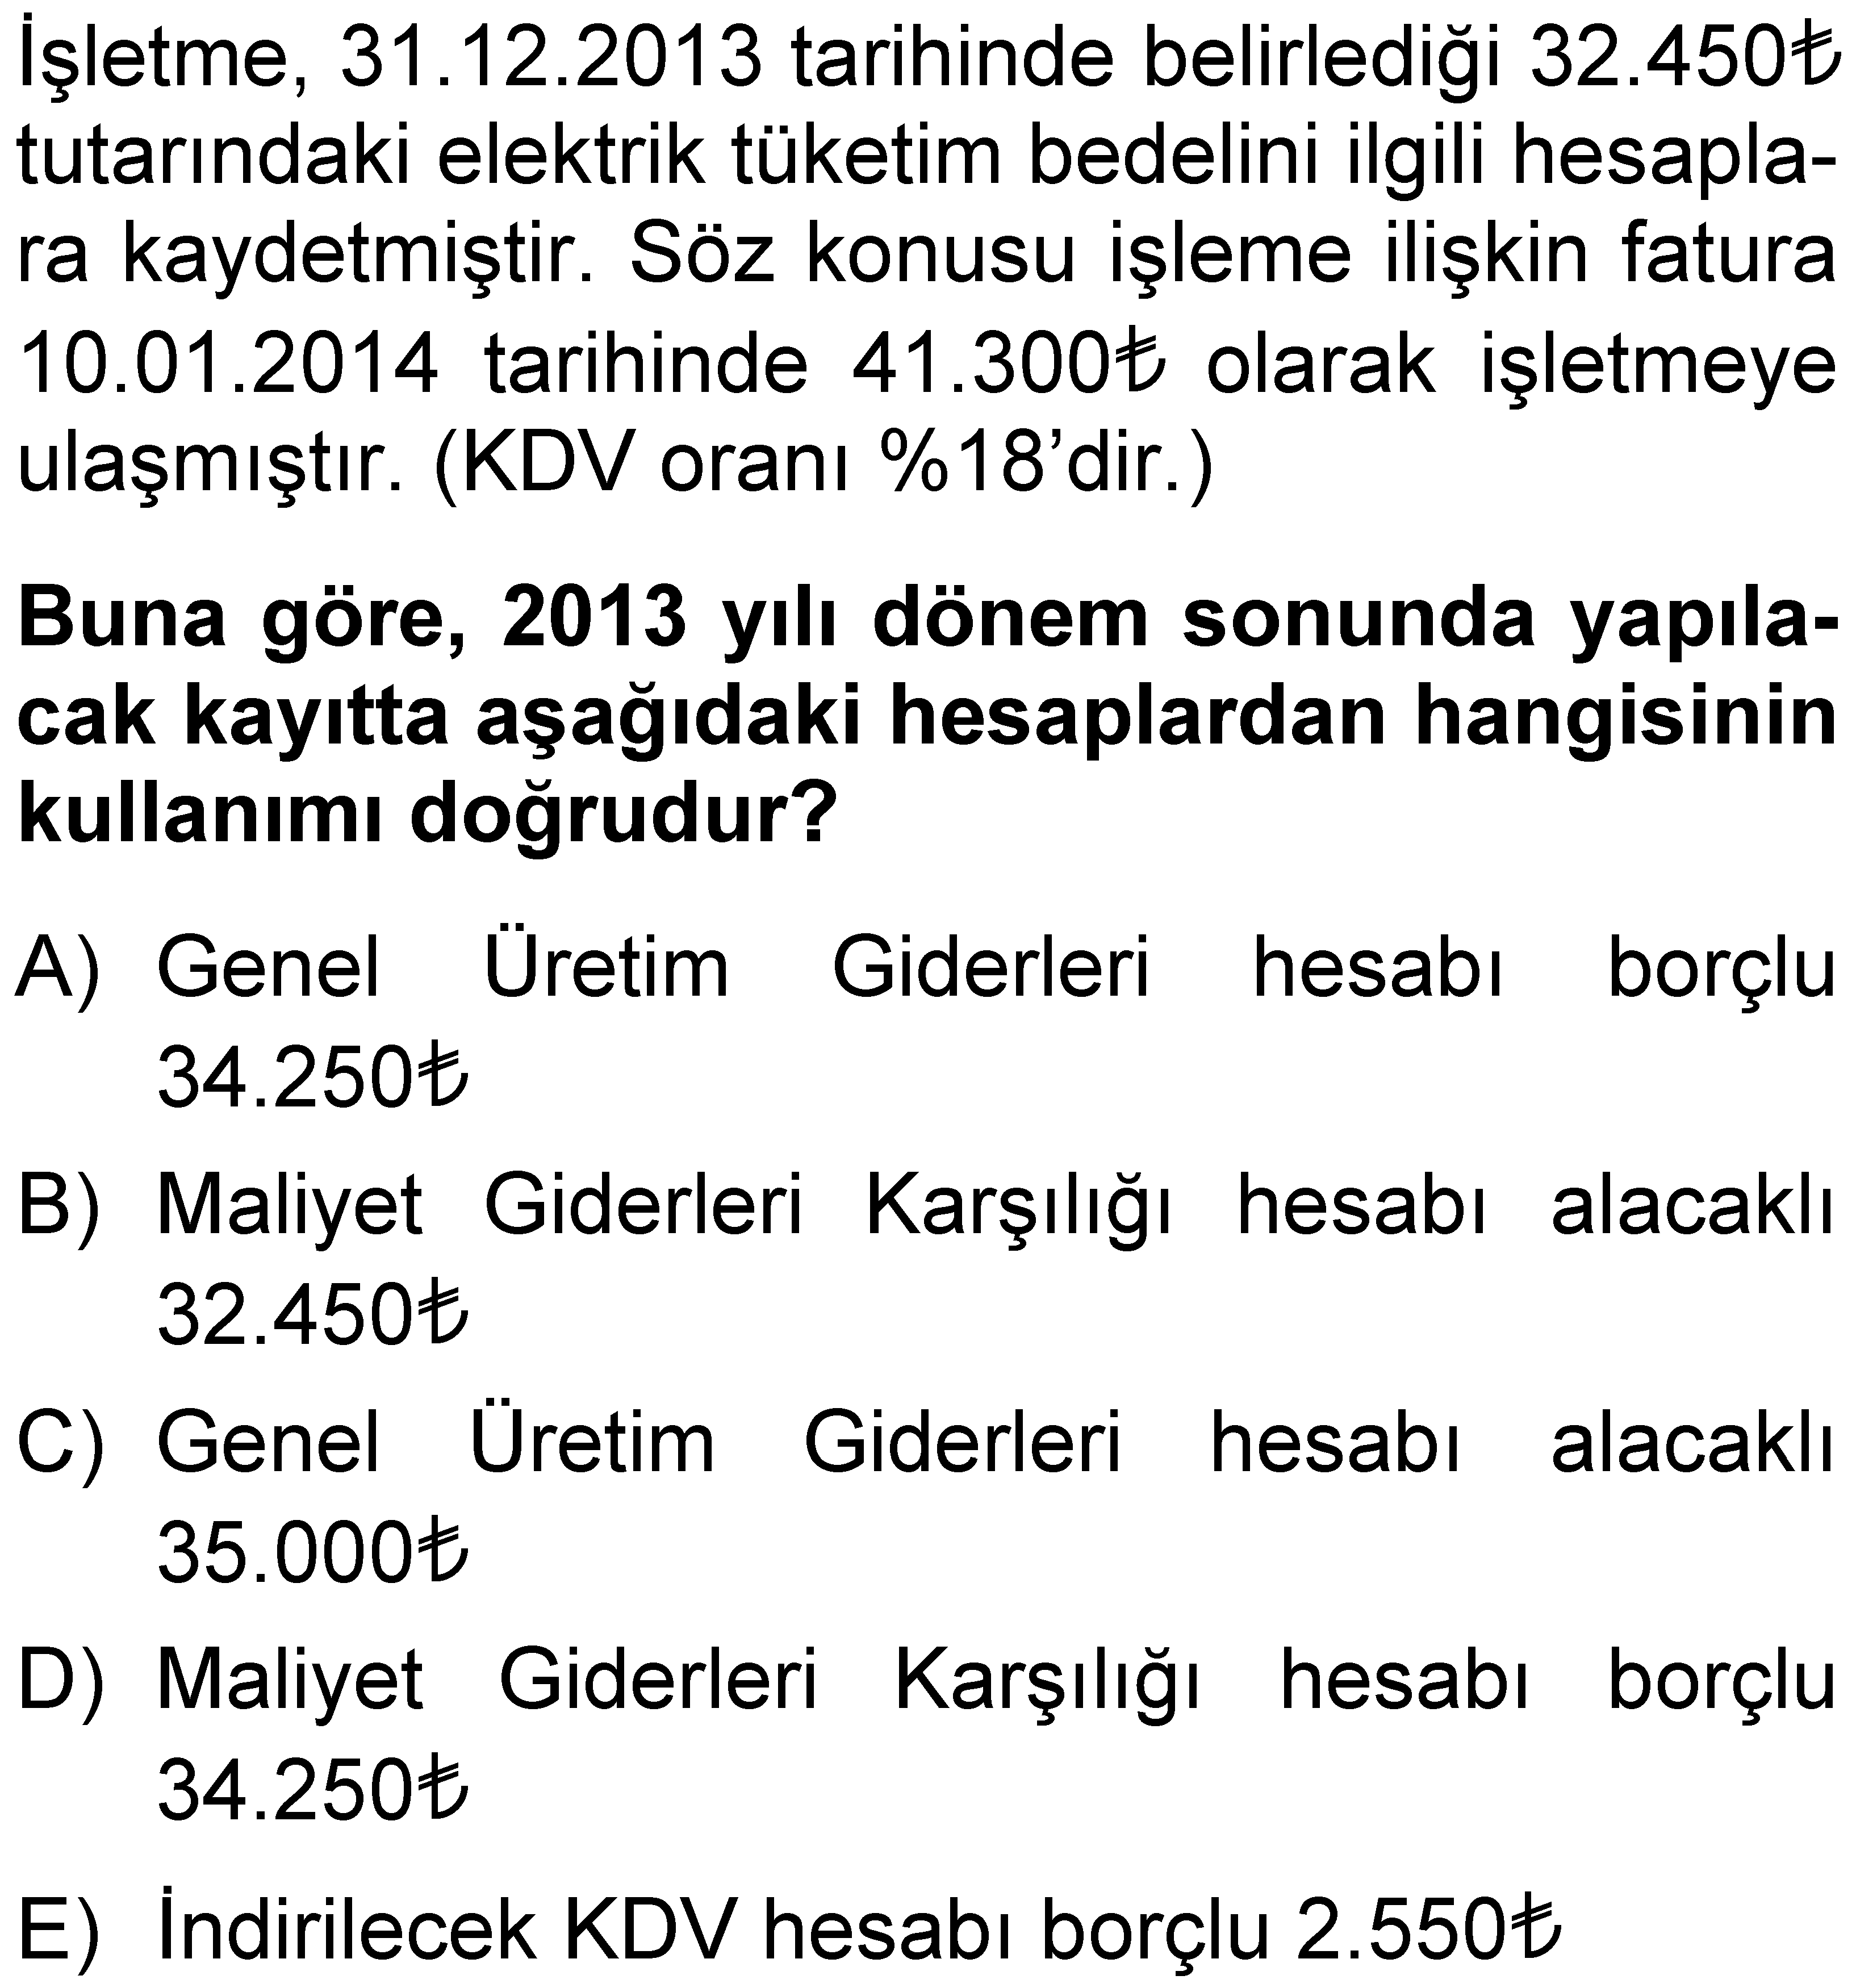 İşletme, 31.12.2013 tarihinde belirlediği 32.450₺
tutarındaki elektrik tüketim bedelini ilgili hesapla-
ra kaydetmiştir. Söz konusu işleme ilişkin fatura
10.01.2014 tarihinde 41.300₺ olarak işletmeye
ulaşmıştır. (KDV oranı %18’dir.)
Buna göre, 2013 yılı dönem sonunda yapıla-
cak kayıtta aşağıdaki hesaplardan hangisinin
kullanımı doğrudur?
A) Genel Üretim Giderleri hesabı borçlu
34.250₺
B) Maliyet Giderleri Karşılığı hesabı alacaklı
32.450₺
C) Genel Üretim Giderleri hesabı alacaklı
35.000₺
D) Maliyet Giderleri Karşılığı hesabı borçlu
34.250₺
E) İndirilecek KDV hesabı borçlu 2.550₺